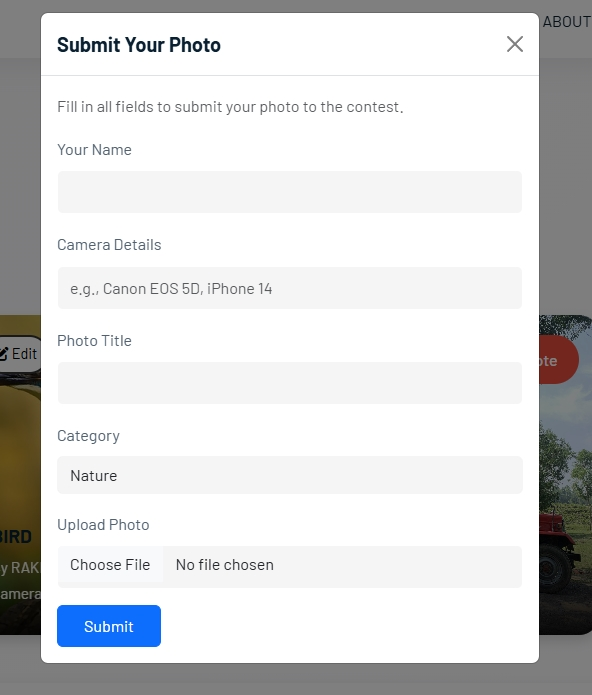 Submit Your Photo
ABOUT
Fill in all fields to submit your photo to the contest.
Your Name
Camera Details
e.g., Canon EOS 5D, iPhone 14
Photo Title
Edit
ote
Category
Nature
Upload Photo
BIRD
Choose File No file chosen
y RAK
amera
Submit